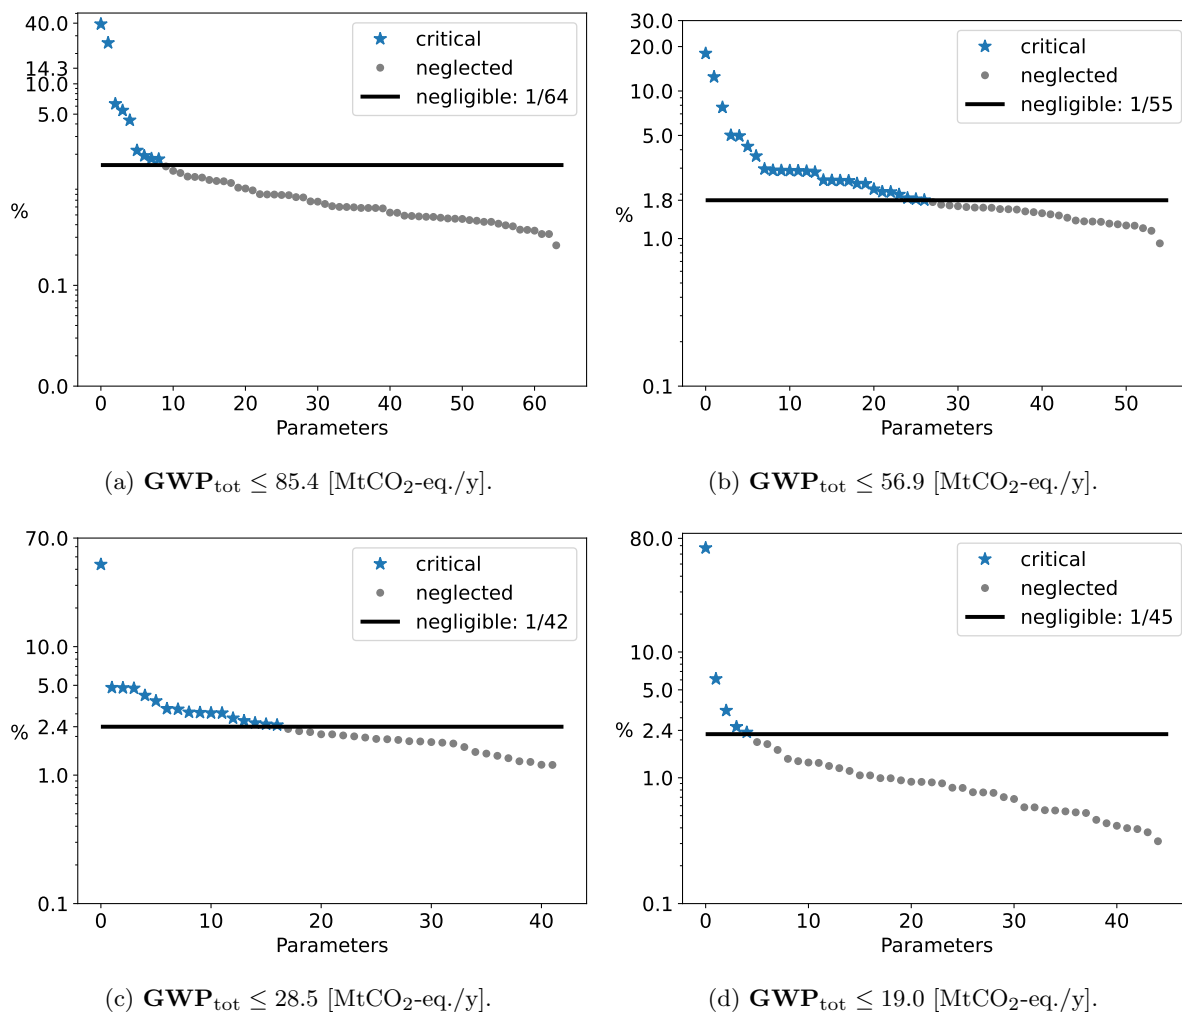 40.0
14.3
10.0
5.0
%
0.1
0.0
0 10 20 30 40 50 60
Parameters
critical
neglected
negligible: 1/64
(a) GWP_tot ≤ 85.4 [MtCO₂-eq./y].
30.0
20.0
10.0
5.0
1.8
%
1.0
0.1
0 10 20 30 40 50
Parameters
critical
neglected
negligible: 1/55
(b) GWP_tot ≤ 56.9 [MtCO₂-eq./y].
70.0
10.0
5.0
2.4
%
1.0
0.1
0 10 20 30 40
Parameters
critical
neglected
negligible: 1/42
(c) GWP_tot ≤ 28.5 [MtCO₂-eq./y].
80.0
10.0
5.0
2.4
%
1.0
0.1
0 10 20 30 40
Parameters
critical
neglected
negligible: 1/45
(d) GWP_tot ≤ 19.0 [MtCO₂-eq./y].